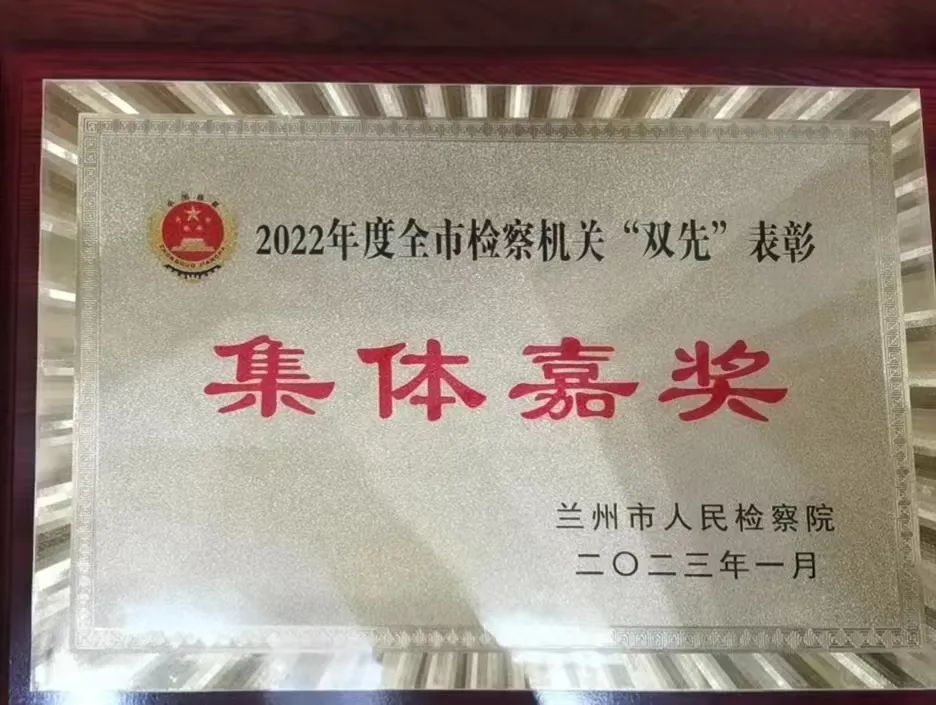 2022年度全市检察机关“双先”表彰
集体嘉奖
兰州市人民检察院
二〇二三年一月